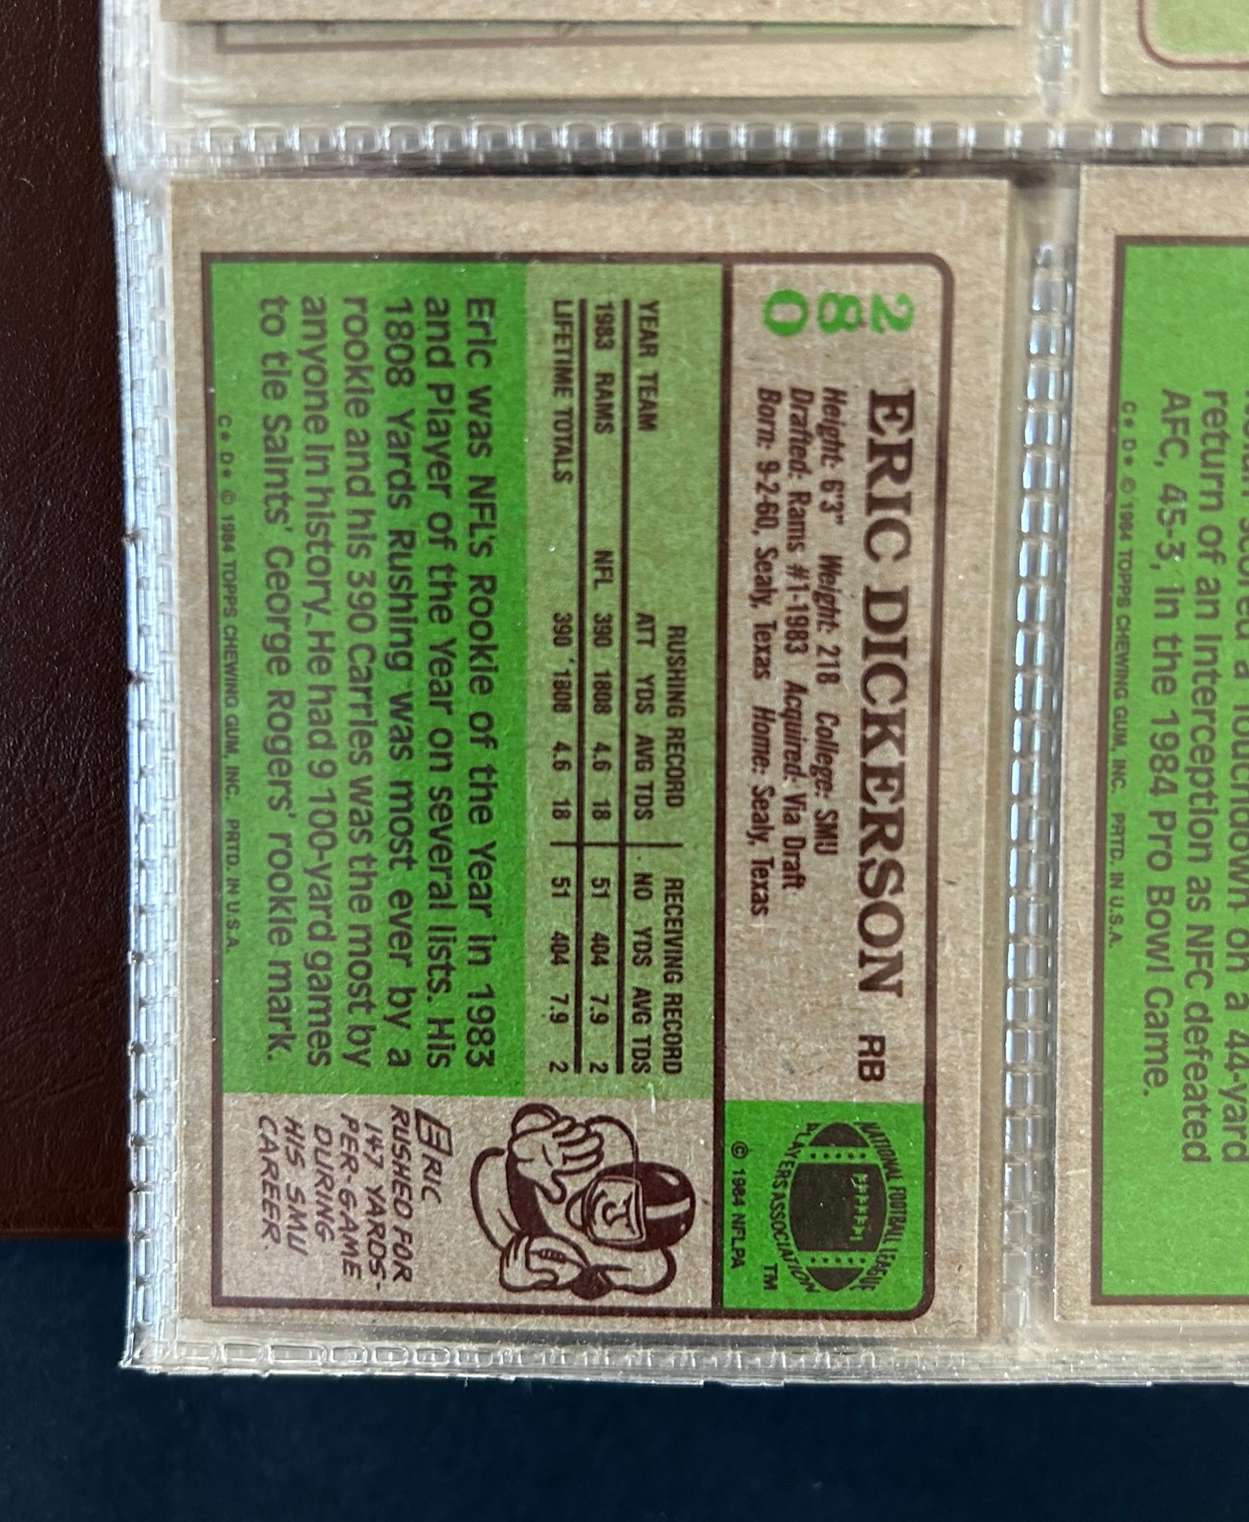 280
ERIC DICKERSON RB
Height: 6'3" Weight: 218 College: SMU
Drafted: Rams #1-1983 Acquired: Via Draft
Born: 9-2-60, Sealy, Texas Home: Sealy, Texas
NATIONAL FOOTBALL LEAGUE
PLAYERS ASSOCIATION
TM
© 1984 NFLPA
RUSHING RECORD RECEIVING RECORD
YEAR TEAM ATT YDS AVG TDS NO YDS AVG TDS
1983 RAMS NFL 390 1808 4.6 18 51 404 7.9 2
LIFETIME TOTALS 390 1808 4.6 18 51 404 7.9 2
Eric was NFL's Rookie of the Year in 1983
and Player of the Year on several lists. His
1808 Yards Rushing was most ever by a
rookie and his 390 Carries was the most by
anyone in history. He had 9 100-yard games
to tie Saints' George Rogers' rookie mark.
C* D* © 1984 TOPPS CHEWING GUM, INC. PRTD. IN U.S.A.
ERIC
RUSHED FOR
147 YARDS-
PER-GAME
DURING
HIS SMU
CAREER.
touchdown on a 44-yard
return of an interception as NFC defeated
AFC, 45-3, in the 1984 Pro Bowl Game.
C* D* © 1984 TOPPS CHEWING GUM, INC. PRTD. IN U.S.A.